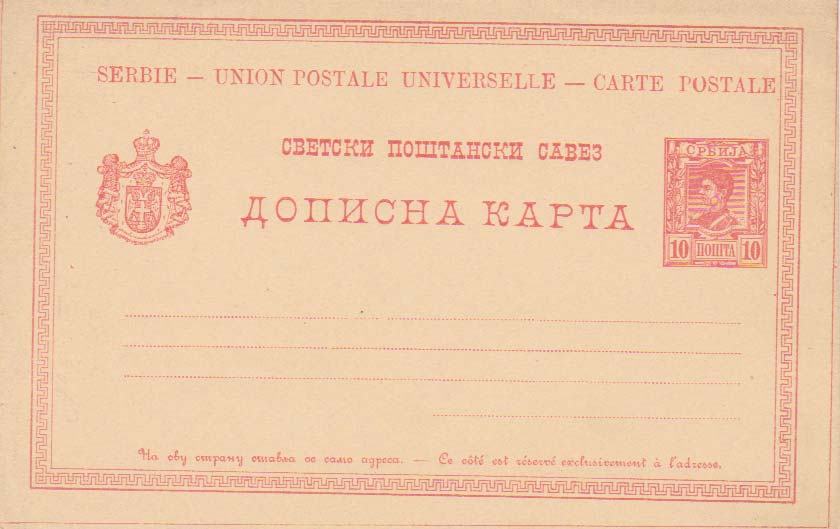 SERBIE — UNION POSTALE UNIVERSELLE — CARTE POSTALE
СВЕТСКИ ПОШТАНСКИ САВЕЗ
ДОПИСНА КАРТА
СРБИЈА
10 ПОШТА 10
На ову страну ставља се само адреса. — Ce côté est réservé exclusivement à l'adresse.